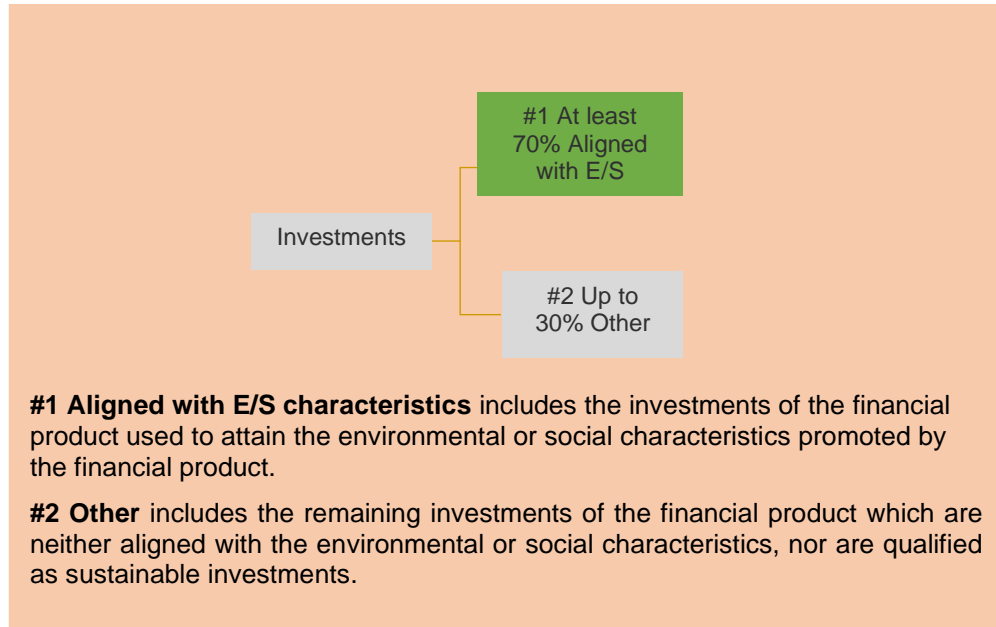 #1 At least
70% Aligned
with E/S
Investments
#2 Up to
30% Other
#1 Aligned with E/S characteristics includes the investments of the financial
product used to attain the environmental or social characteristics promoted by
the financial product.
#2 Other includes the remaining investments of the financial product which are
neither aligned with the environmental or social characteristics, nor are qualified
as sustainable investments.